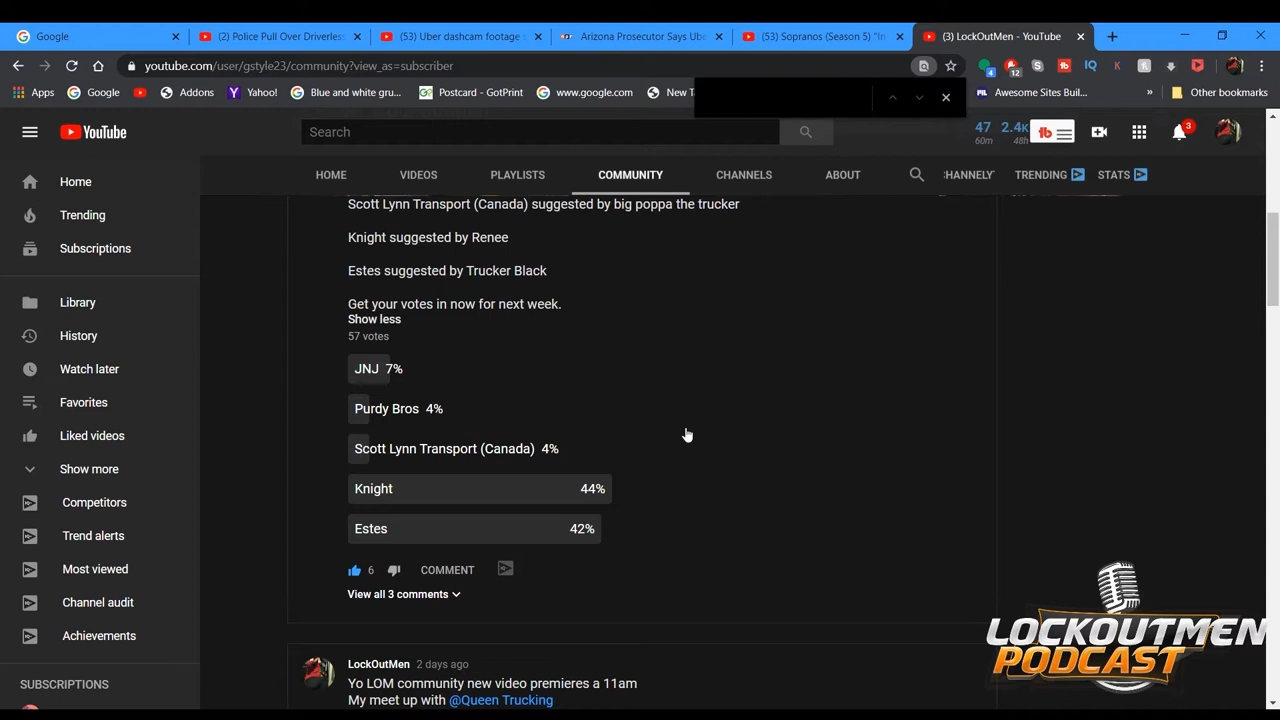 Google
(2) Police Pull Over Driverles
(53) Uber dashcam footage s
Arizona Prosecutor Says Ube
(53) Sopranos (Season 5) "In
(3) LockOutMen - YouTube
youtube.com/user/gstyle23/community?view_as=subscriber
4
12
IQ
K
Apps
Google
Addons
Yahoo!
Blue and white gru...
Postcard - GotPrint
www.google.com
New T
Awesome Sites Buil...
Other bookmarks
YouTube
Search
47
60m
2.4K
48h
3
HOME
VIDEOS
PLAYLISTS
COMMUNITY
CHANNELS
ABOUT
CHANNELY
TRENDING
STATS
Home
Trending
Subscriptions
Library
History
Watch later
Favorites
Liked videos
Show more
Competitors
Trend alerts
Most viewed
Channel audit
Achievements
SUBSCRIPTIONS
Scott Lynn Transport (Canada) suggested by big poppa the trucker
Knight suggested by Renee
Estes suggested by Trucker Black
Get your votes in now for next week.
Show less
57 votes
JNJ 7%
Purdy Bros 4%
Scott Lynn Transport (Canada) 4%
Knight 44%
Estes 42%
6 COMMENT
View all 3 comments
LockOutMen 2 days ago
Yo LOM community new video premieres a 11am
My meet up with @Queen Trucking
LOCKOUTMEN
PODCAST